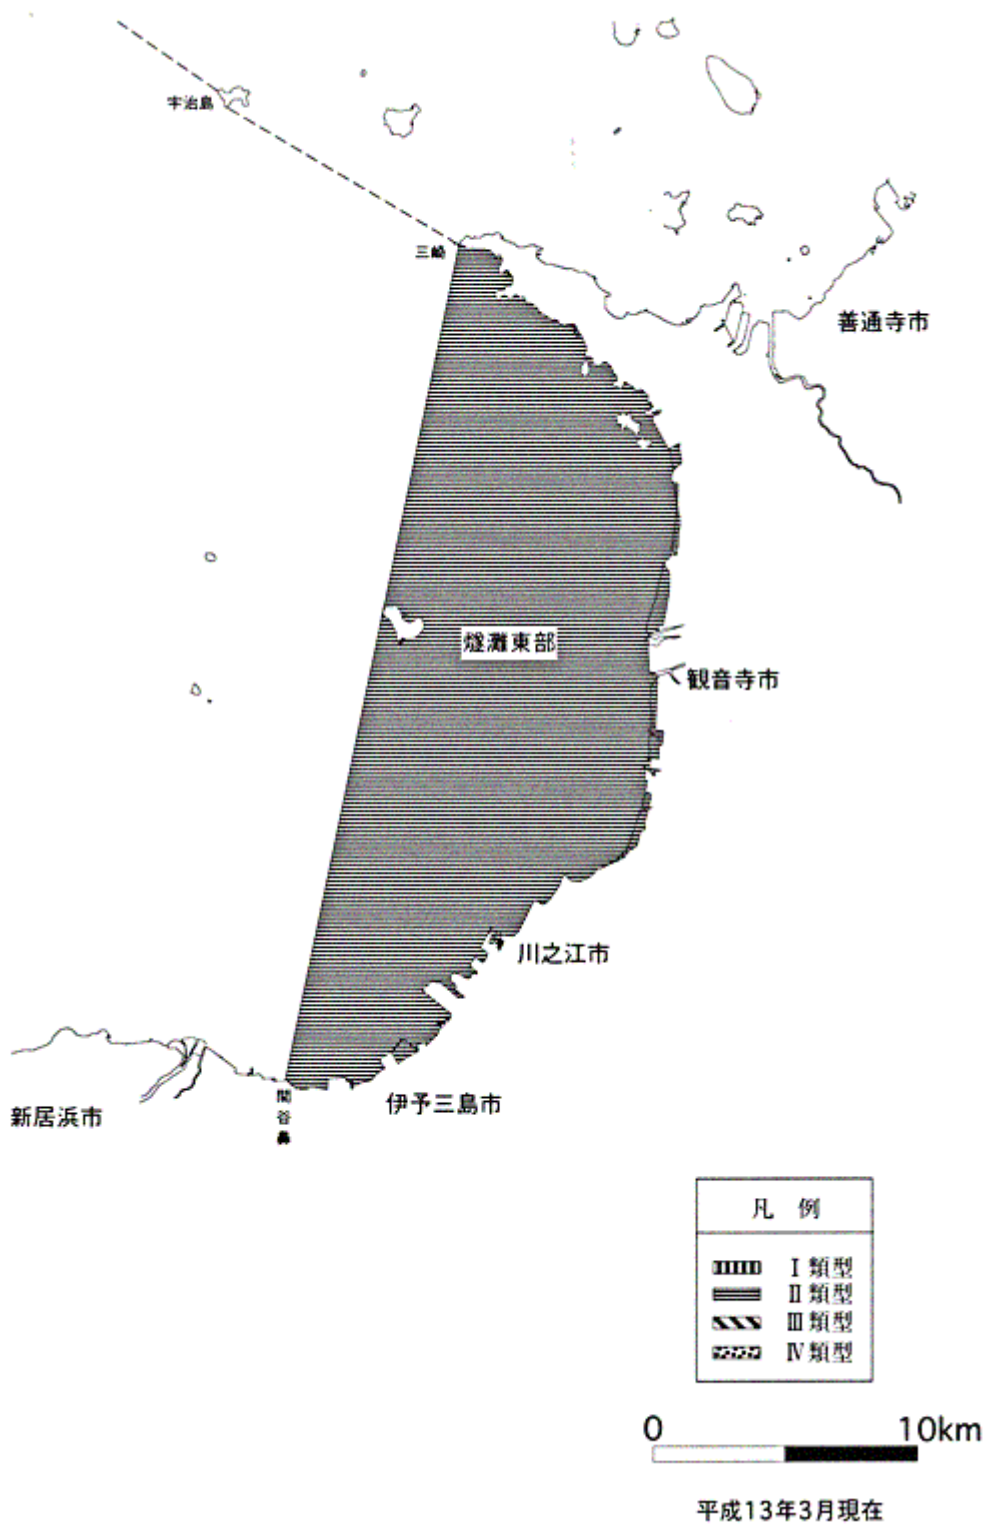 宇治島
三崎
善通寺市
燧灘東部
観音寺市
川之江市
伊予三島市
新居浜市
関
谷
鼻
凡 例
Ⅰ類型
Ⅱ類型
Ⅲ類型
Ⅳ類型
0 10km
平成13年3月現在